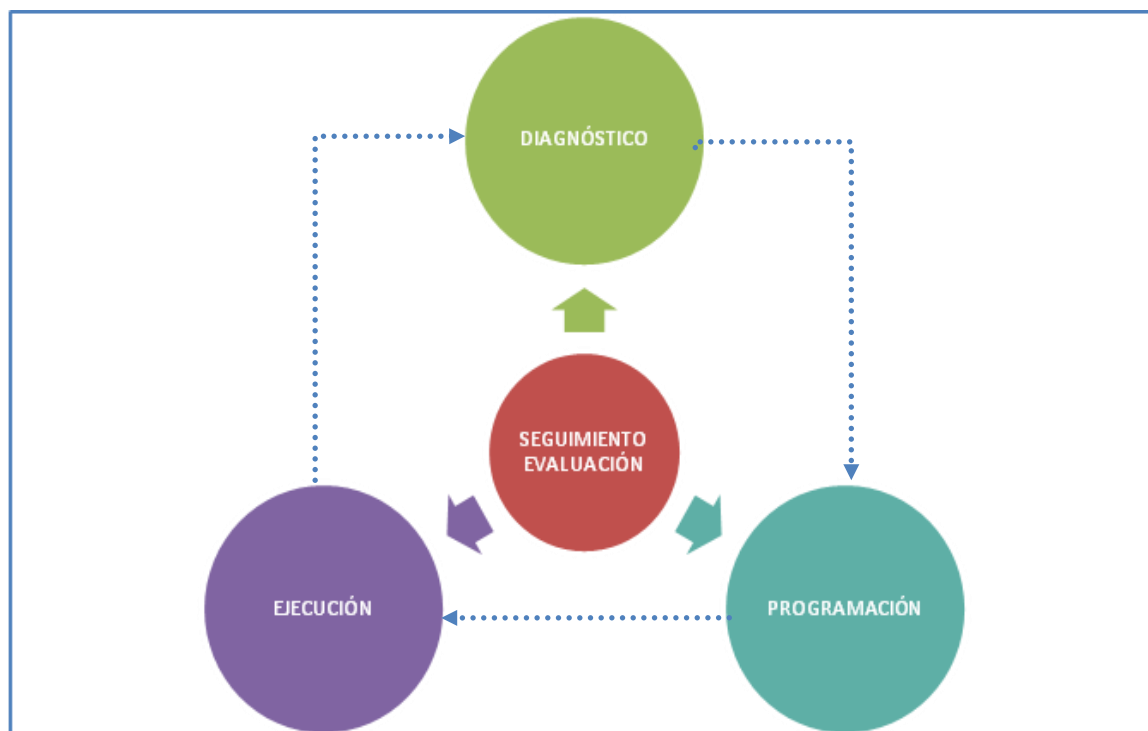 DIAGNÓSTICO
SEGUIMIENTO
EVALUACIÓN
EJECUCIÓN
PROGRAMACIÓN